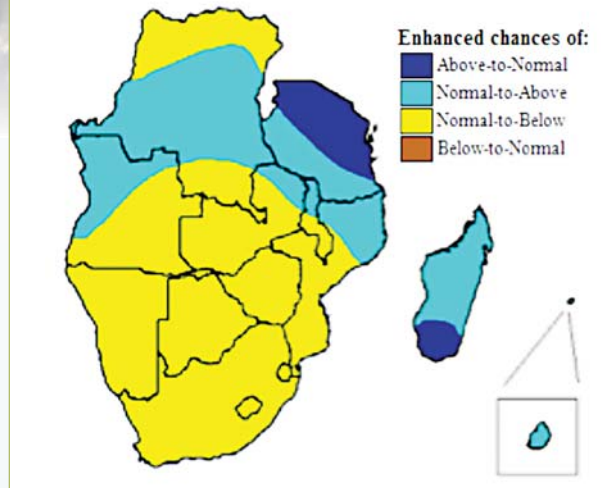 Enhanced chances of:
Above-to-Normal
Normal-to-Above
Normal-to-Below
Below-to-Normal